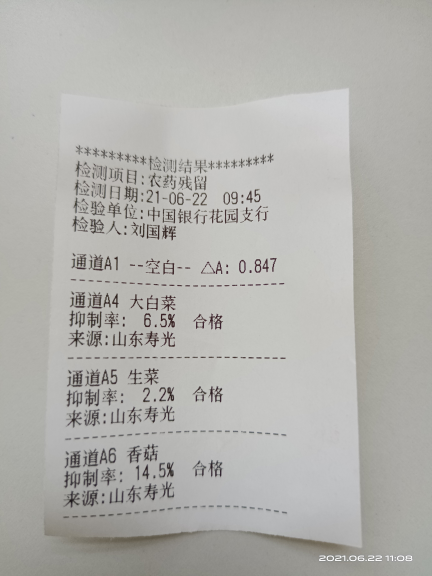 *********检测结果*********
检测项目:农药残留
检测日期:21-06-22 09:45
检验单位:中国银行花园支行
检验人:刘国辉
通道A1 --空白-- △A: 0.847
--------------------------------
通道A4 大白菜
抑制率: 6.5% 合格
来源:山东寿光
--------------------------------
通道A5 生菜
抑制率: 2.2% 合格
来源:山东寿光
--------------------------------
通道A6 香菇
抑制率: 14.5% 合格
来源:山东寿光
--------------------------------
2021.06.22 11:08